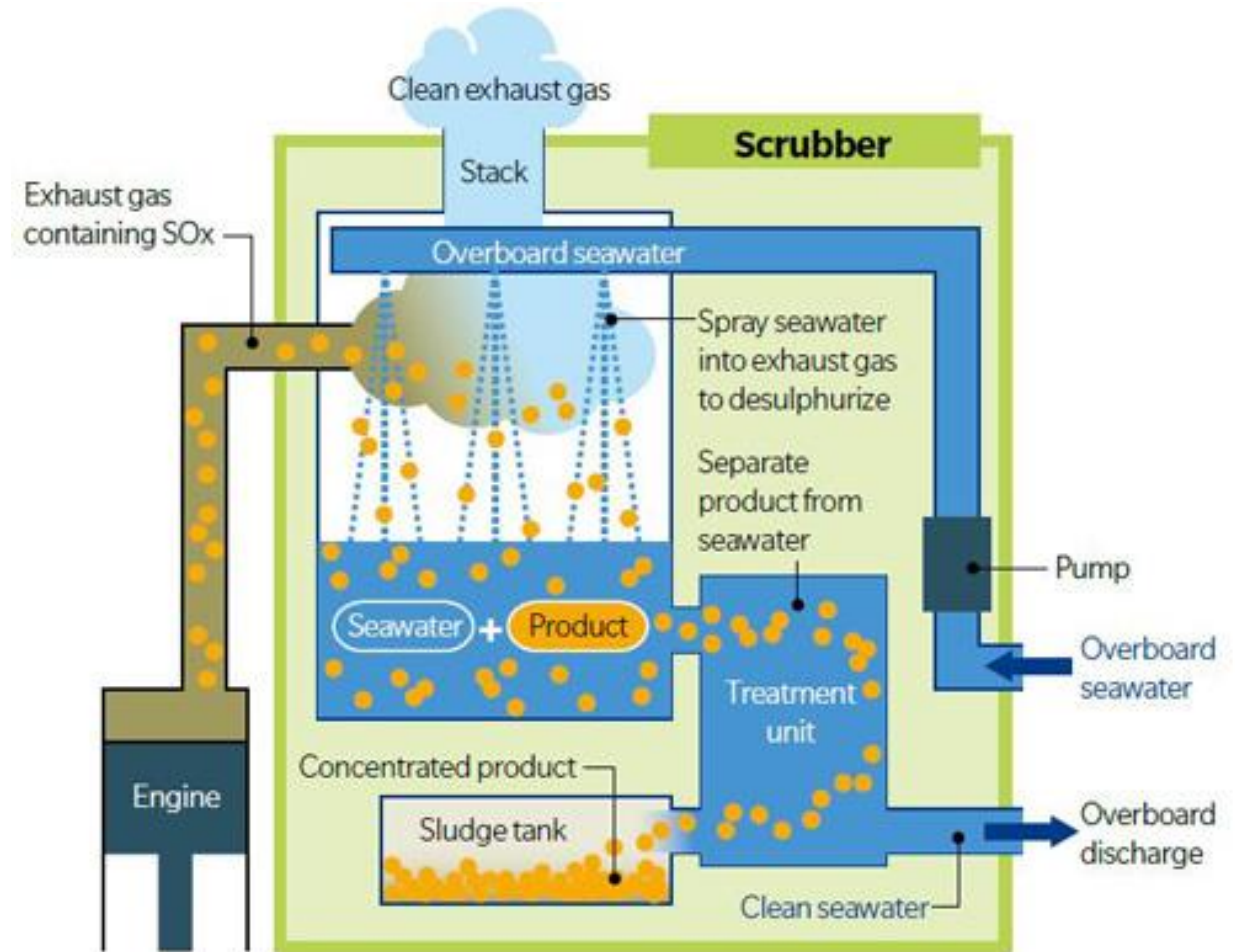 Clean exhaust gas
Scrubber
Stack
Exhaust gas
containing SOx
Overboard seawater
Spray seawater
into exhaust gas
to desulphurize
Separate
product from
seawater
Pump
Seawater + Product
Overboard
seawater
Treatment
unit
Concentrated product
Engine
Sludge tank
Overboard
discharge
Clean seawater